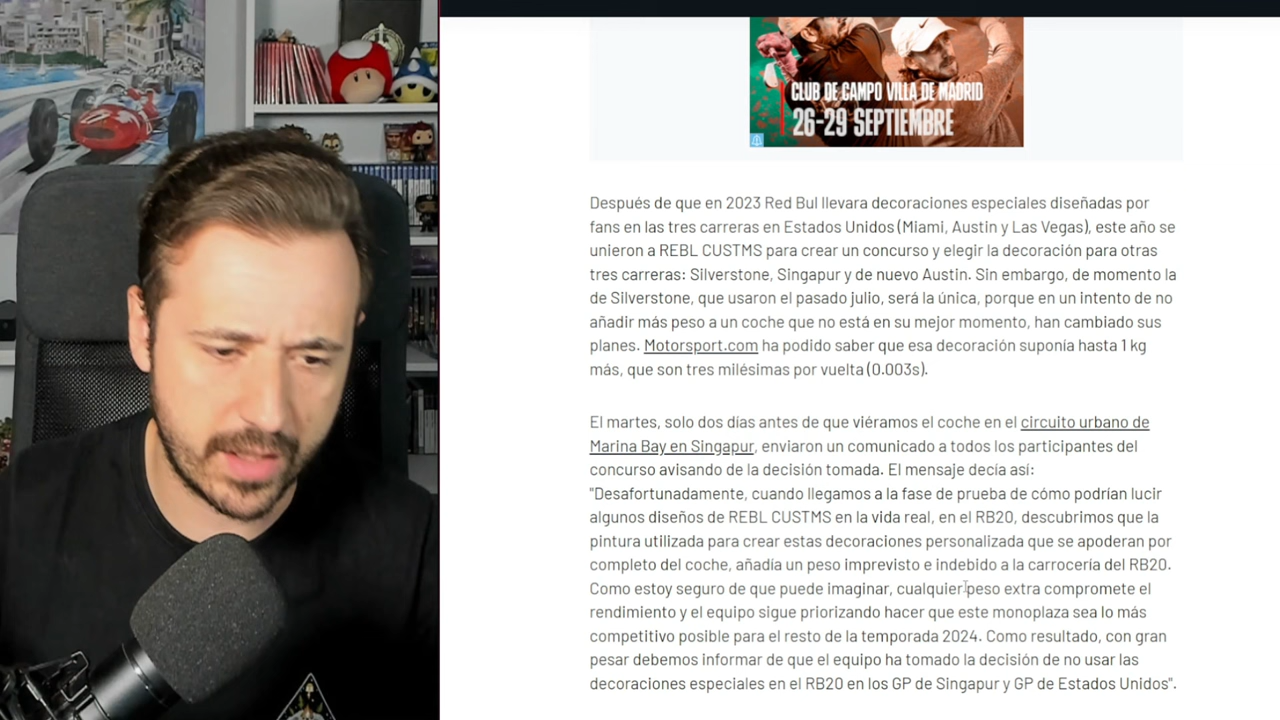 CLUB DE CAMPO VILLA DE MADRID
26-29 SEPTIEMBRE
Después de que en 2023 Red Bul llevara decoraciones especiales diseñadas por
fans en las tres carreras en Estados Unidos (Miami, Austin y Las Vegas), este año se
unieron a REBL CUSTMS para crear un concurso y elegir la decoración para otras
tres carreras: Silverstone, Singapur y de nuevo Austin. Sin embargo, de momento la
de Silverstone, que usaron el pasado julio, será la única, porque en un intento de no
añadir más peso a un coche que no está en su mejor momento, han cambiado sus
planes. Motorsport.com ha podido saber que esa decoración suponía hasta 1 kg
más, que son tres milésimas por vuelta (0.003s).
El martes, solo dos días antes de que viéramos el coche en el circuito urbano de
Marina Bay en Singapur, enviaron un comunicado a todos los participantes del
concurso avisando de la decisión tomada. El mensaje decía así:
"Desafortunadamente, cuando llegamos a la fase de prueba de cómo podrían lucir
algunos diseños de REBL CUSTMS en la vida real, en el RB20, descubrimos que la
pintura utilizada para crear estas decoraciones personalizada que se apoderan por
completo del coche, añadía un peso imprevisto e indebido a la carrocería del RB20.
Como estoy seguro de que puede imaginar, cualquier peso extra compromete el
rendimiento y el equipo sigue priorizando hacer que este monoplaza sea lo más
competitivo posible para el resto de la temporada 2024. Como resultado, con gran
pesar debemos informar de que el equipo ha tomado la decisión de no usar las
decoraciones especiales en el RB20 en los GP de Singapur y GP de Estados Unidos".